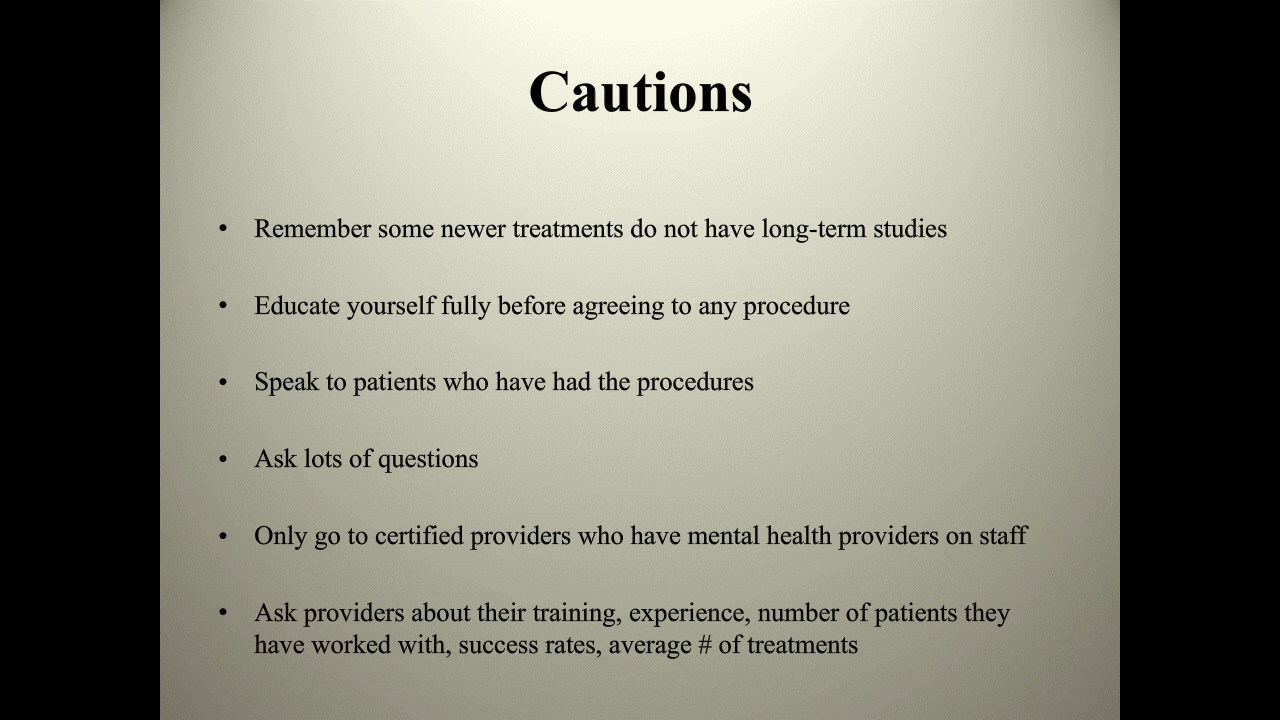 Cautions
• Remember some newer treatments do not have long-term studies
• Educate yourself fully before agreeing to any procedure
• Speak to patients who have had the procedures
• Ask lots of questions
• Only go to certified providers who have mental health providers on staff
• Ask providers about their training, experience, number of patients they
have worked with, success rates, average # of treatments